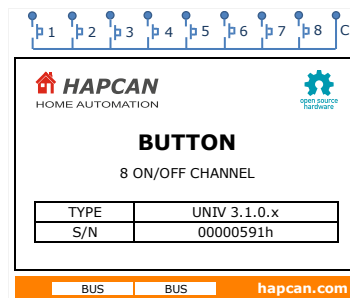 1 2 3 4 5 6 7 8 C
HAPCAN
HOME AUTOMATION
open source
hardware
BUTTON
8 ON/OFF CHANNEL
TYPE UNIV 3.1.0.x
S/N 00000591h
BUS BUS hapcan.com